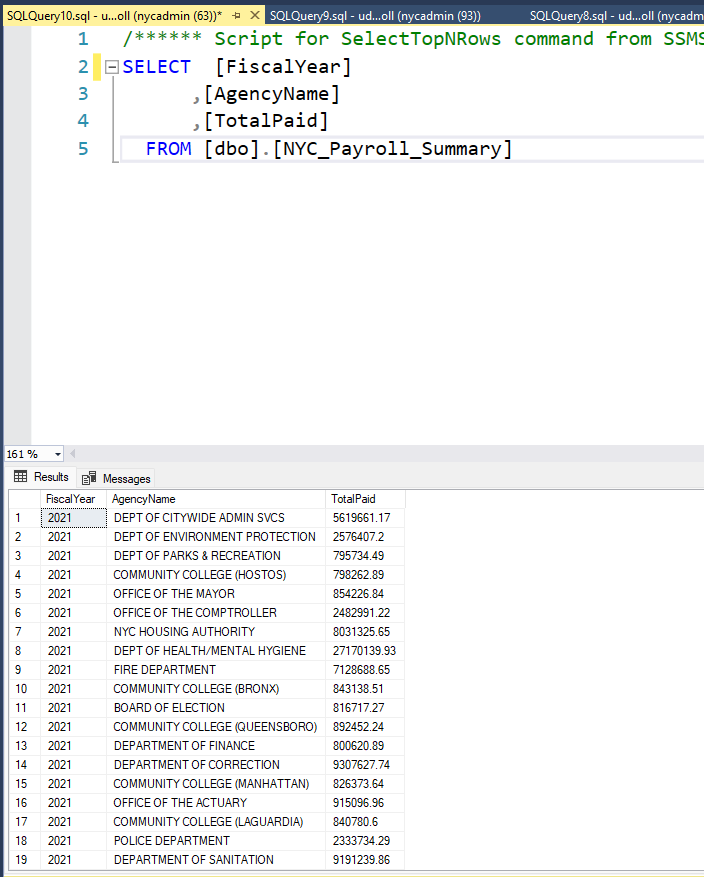 SQLQuery10.sql - u...oll (nycadmin (63))* SQLQuery9.sql - ud...oll (nycadmin (93)) SQLQuery8.sql - ud...oll (nycadm
1 /****** Script for SelectTopNRows command from SSMS
2 SELECT [FiscalYear]
3 ,[AgencyName]
4 ,[TotalPaid]
5 FROM [dbo].[NYC_Payroll_Summary]
161 %
Results Messages
FiscalYear AgencyName TotalPaid
1 2021 DEPT OF CITYWIDE ADMIN SVCS 5619661.17
2 2021 DEPT OF ENVIRONMENT PROTECTION 2576407.2
3 2021 DEPT OF PARKS & RECREATION 795734.49
4 2021 COMMUNITY COLLEGE (HOSTOS) 798262.89
5 2021 OFFICE OF THE MAYOR 854226.84
6 2021 OFFICE OF THE COMPTROLLER 2482991.22
7 2021 NYC HOUSING AUTHORITY 8031325.65
8 2021 DEPT OF HEALTH/MENTAL HYGIENE 27170139.93
9 2021 FIRE DEPARTMENT 7128688.65
10 2021 COMMUNITY COLLEGE (BRONX) 843138.51
11 2021 BOARD OF ELECTION 816717.27
12 2021 COMMUNITY COLLEGE (QUEENSBORO) 892452.24
13 2021 DEPARTMENT OF FINANCE 800620.89
14 2021 DEPARTMENT OF CORRECTION 9307627.74
15 2021 COMMUNITY COLLEGE (MANHATTAN) 826373.64
16 2021 OFFICE OF THE ACTUARY 915096.96
17 2021 COMMUNITY COLLEGE (LAGUARDIA) 840780.6
18 2021 POLICE DEPARTMENT 2333734.29
19 2021 DEPARTMENT OF SANITATION 9191239.86